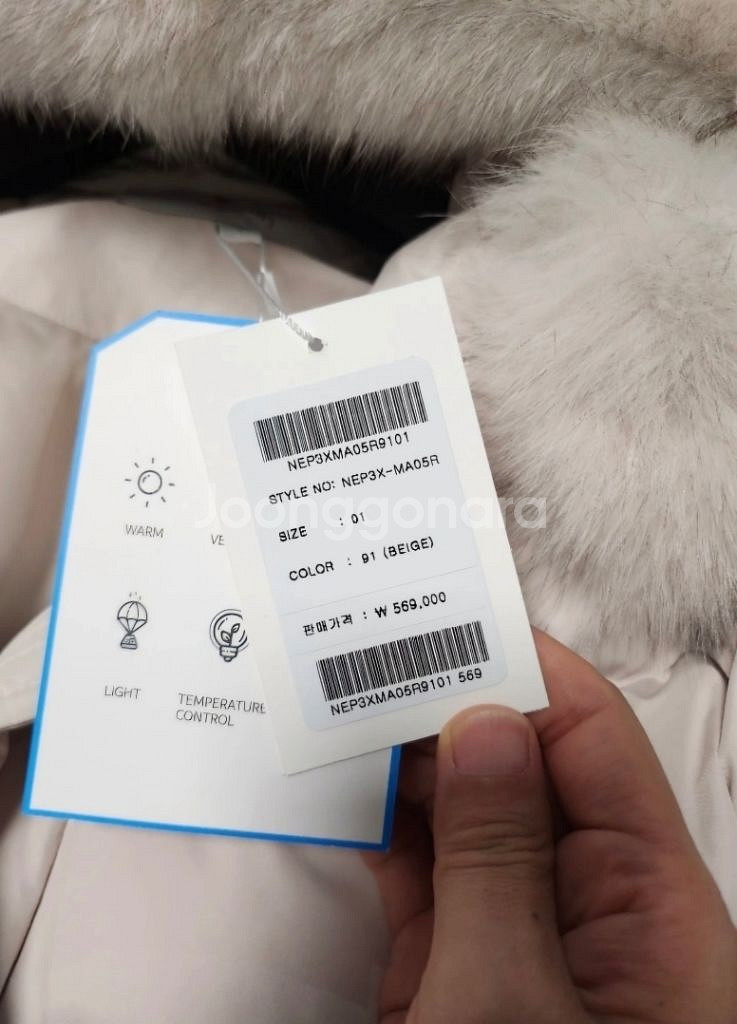 NEP3XMA05R9101
STYLE NO: NEP3X-MA05R
SIZE : 01
COLOR : 91 (BEIGE)
판매가격 : ₩ 569,000
NEP3XMA05R9101 569
WARM
LIGHT
TEMPERATURE
CONTROL
Joonggonara